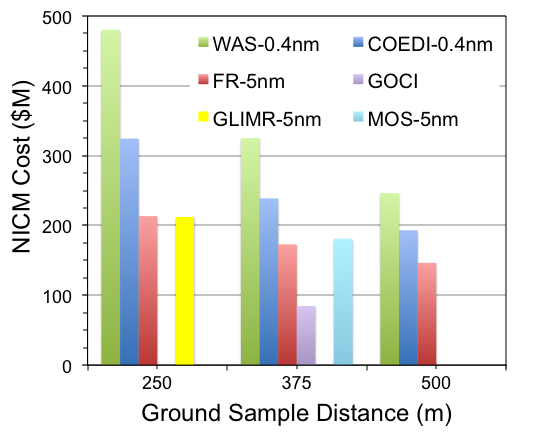 500
400
300
200
100
0
NICM Cost ($M)
WAS-0.4nm
COEDI-0.4nm
FR-5nm
GOCI
GLIMR-5nm
MOS-5nm
250
375
500
Ground Sample Distance (m)